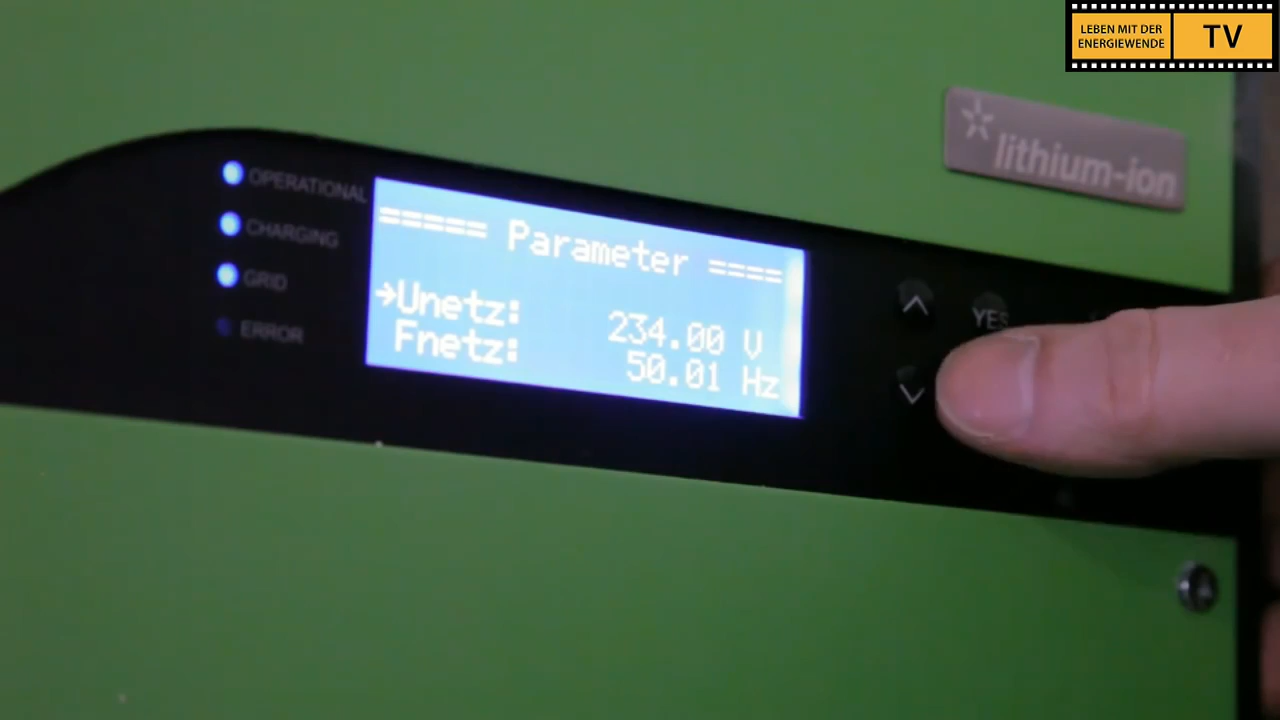 LEBEN MIT DER
ENERGIEWENDE
TV
lithium-ion
OPERATIONAL
CHARGING
GRID
ERROR
===== Parameter ====
→Unetz: 234.00 V
Fnetz: 50.01 Hz
YES